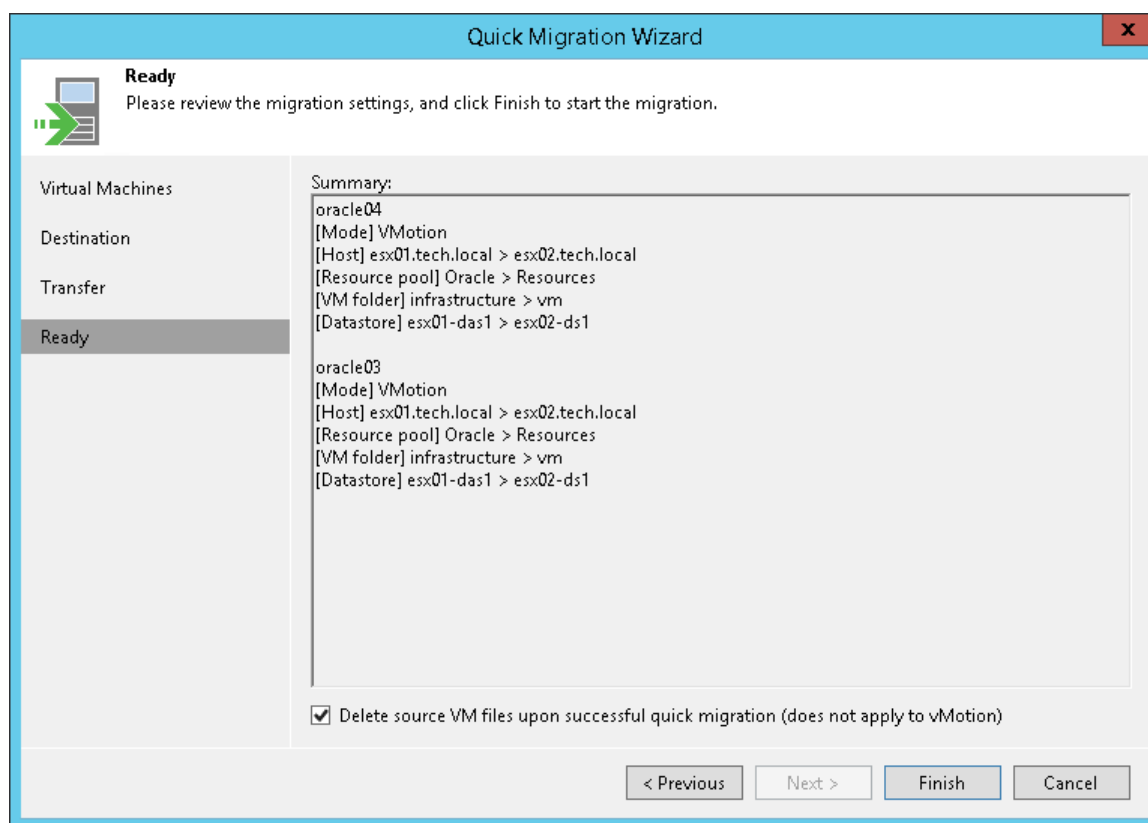 Quick Migration Wizard
x
Ready
Please review the migration settings, and click Finish to start the migration.
Virtual Machines
Destination
Transfer
Ready
Summary:
oracle04
[Mode] VMotion
[Host] esx01.tech.local > esx02.tech.local
[Resource pool] Oracle > Resources
[VM folder] infrastructure > vm
[Datastore] esx01-das1 > esx02-ds1
oracle03
[Mode] VMotion
[Host] esx01.tech.local > esx02.tech.local
[Resource pool] Oracle > Resources
[VM folder] infrastructure > vm
[Datastore] esx01-das1 > esx02-ds1
Delete source VM files upon successful quick migration (does not apply to vMotion)
< Previous
Next >
Finish
Cancel